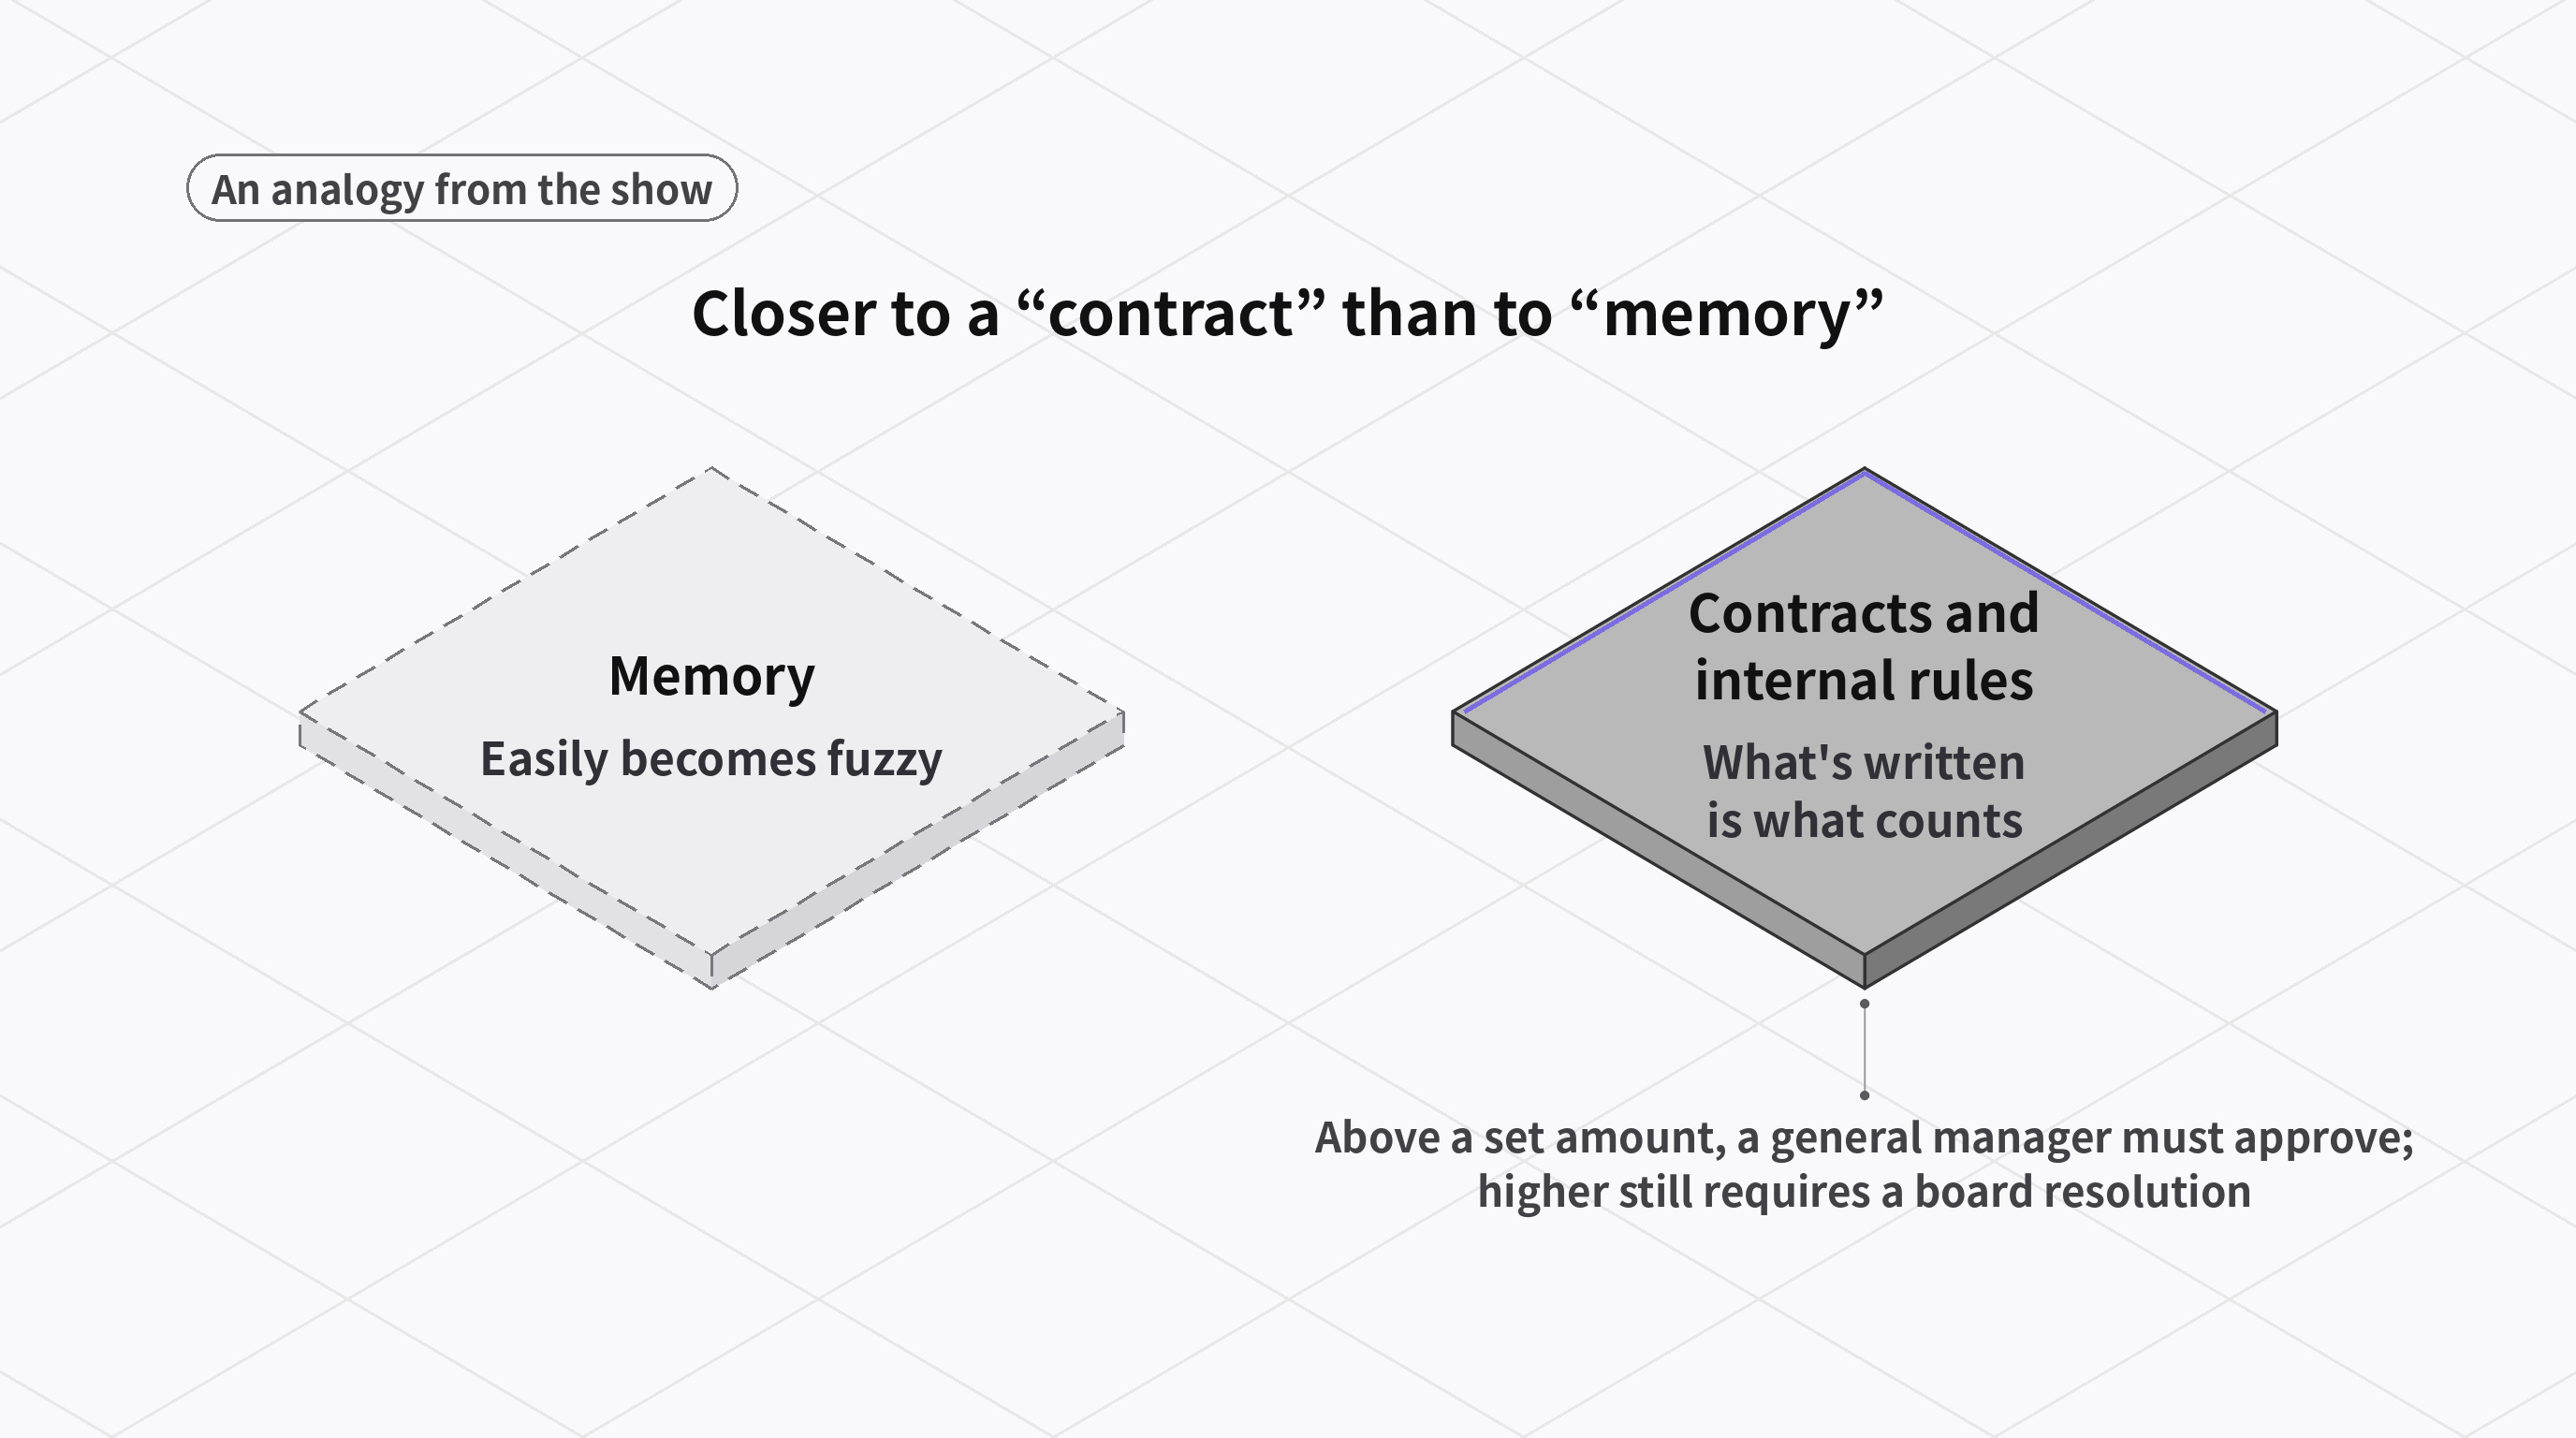 An analogy from the show
Closer to a “contract” than to “memory”
Memory
Easily becomes fuzzy
Contracts and
internal rules
What's written
is what counts
Above a set amount, a general manager must approve;
higher still requires a board resolution